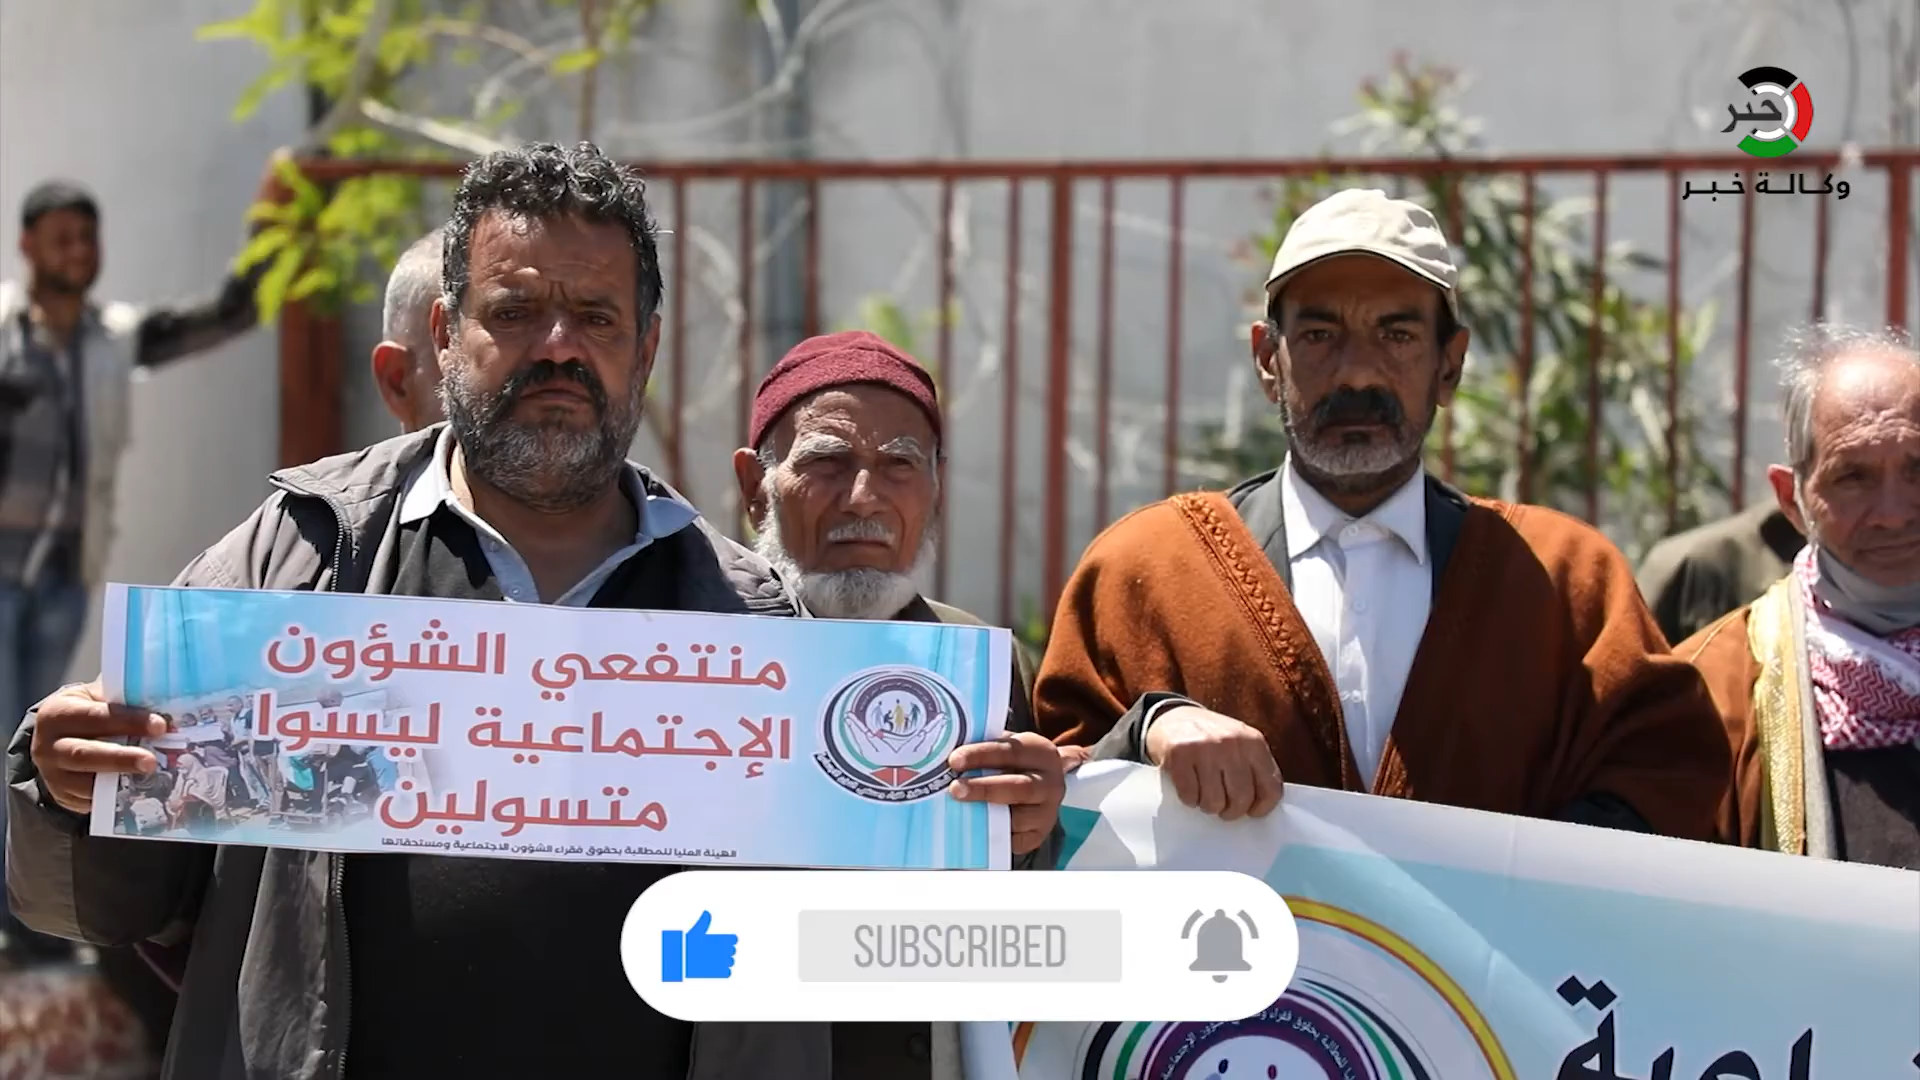 خبر
وكالة خبر
منتفعي الشؤون
الإجتماعية ليسوا
متسولين
الهيئة العليا للمطالبة بحقوق فقراء الشؤون الاجتماعية ومستحقاتها
SUBSCRIBED